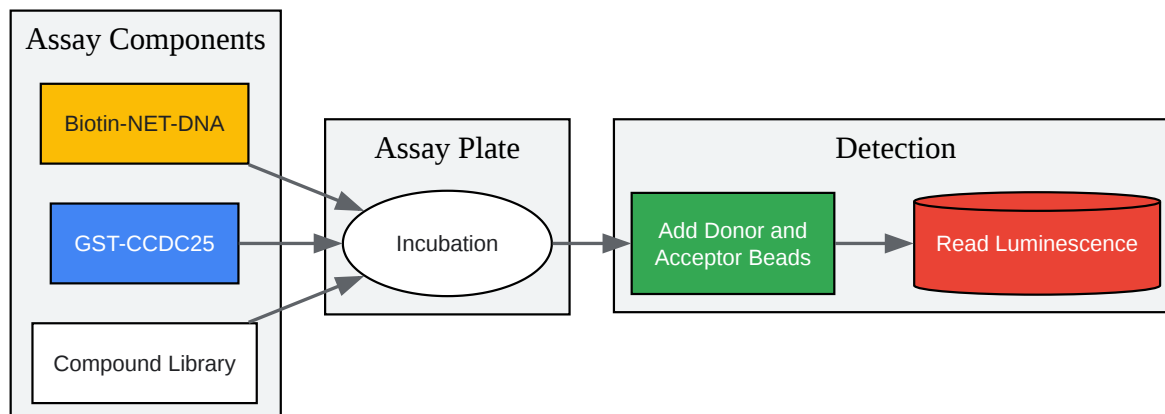 Assay Components
Biotin-NET-DNA
GST-CCDC25
Compound Library
Assay Plate
Incubation
Detection
Add Donor and
Acceptor Beads
Read Luminescence